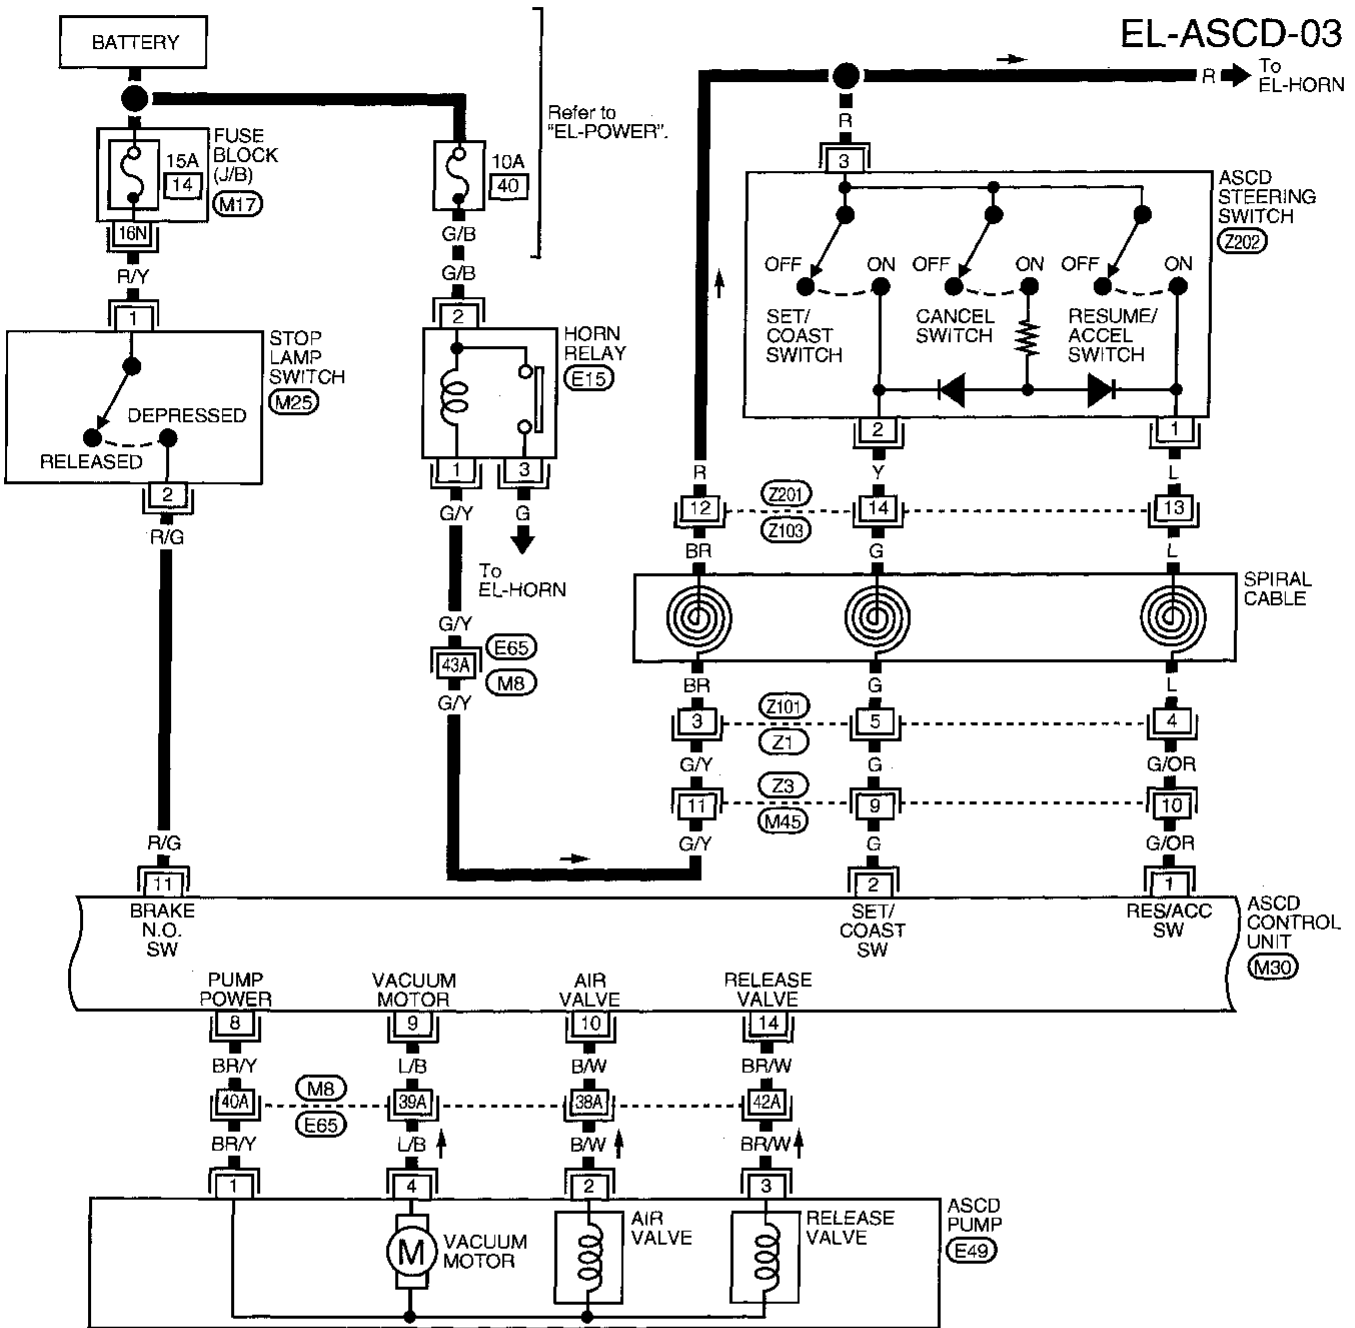 EL-ASCD-03
BATTERY
Refer to
"EL-POWER".
R
To
EL-HORN
FUSE
BLOCK
(J/B)
M17
15A
14
16N
R/Y
10A
40
G/B
G/B
R
3
ASCD
STEERING
SWITCH
Z202
OFF
ON
OFF
ON
OFF
ON
SET/
COAST
SWITCH
CANCEL
SWITCH
RESUME/
ACCEL
SWITCH
2
1
1
STOP
LAMP
SWITCH
M25
DEPRESSED
RELEASED
2
R/G
2
HORN
RELAY
E15
1
3
G/Y
G
To
EL-HORN
G/Y
43A
E65
M8
G/Y
R
Y
L
12
Z201
Z103
14
13
BR
G
L
SPIRAL
CABLE
BR
G
L
3
Z101
Z1
5
4
G/Y
G
G/OR
11
Z3
M45
9
10
G/Y
G
G/OR
R/G
11
2
1
BRAKE
N.O.
SW
SET/
COAST
SW
RES/ACC
SW
ASCD
CONTROL
UNIT
M30
PUMP
POWER
VACUUM
MOTOR
AIR
VALVE
RELEASE
VALVE
8
9
10
14
BR/Y
L/B
B/W
BR/W
40A
M8
E65
39A
38A
42A
BR/Y
L/B
B/W
BR/W
1
4
2
3
M
VACUUM
MOTOR
AIR
VALVE
RELEASE
VALVE
ASCD
PUMP
E49